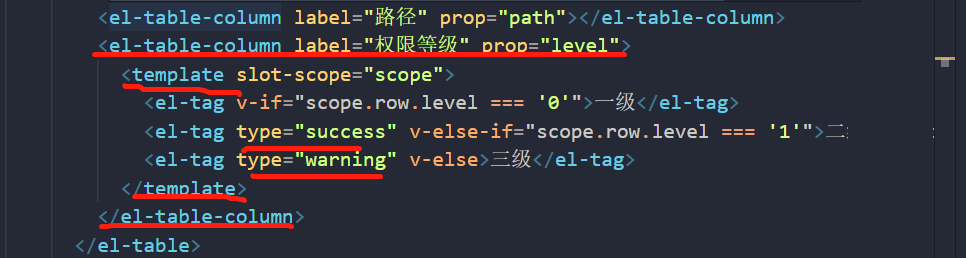 <el-table-column label="路径" prop="path"></el-table-column>
<el-table-column label="权限等级" prop="level">
<template slot-scope="scope">
<el-tag v-if="scope.row.level === '0'">一级</el-tag>
<el-tag type="success" v-else-if="scope.row.level === '1'">二
<el-tag type="warning" v-else>三级</el-tag>
</template>
</el-table-column>
</el-table>